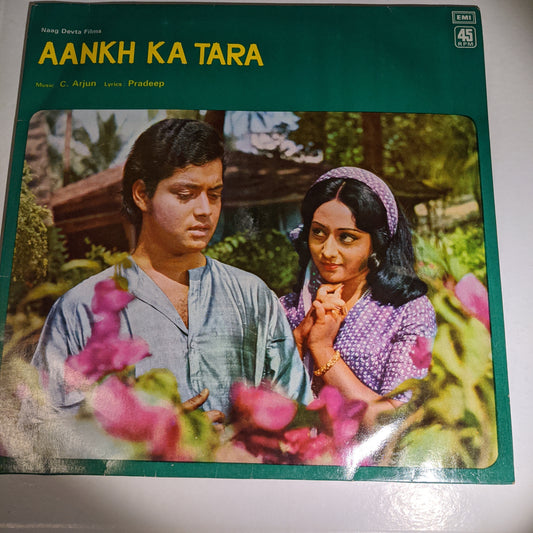 Naag Devta Films
EMI
AANKH KA TARA
45
RPM
Music: C. Arjun Lyrics: Pradeep